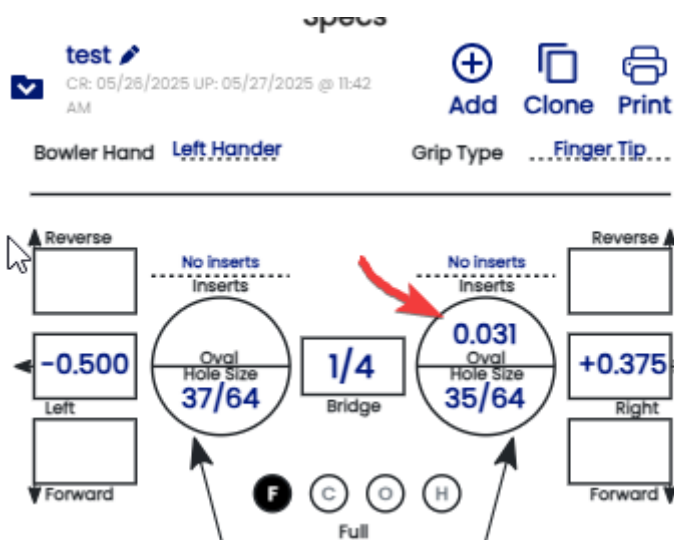 Specs
test
CR: 05/26/2025 UP: 05/27/2025 @ 11:42
AM
Add Clone Print
Bowler Hand Left Hander Grip Type Finger Tip
Reverse Reverse
No inserts No inserts
Inserts Inserts
0.031
-0.500 Oval 1/4 Oval +0.375
Hole Size Hole Size
37/64 35/64
Left Bridge Right
F C O H
Forward Forward
Full